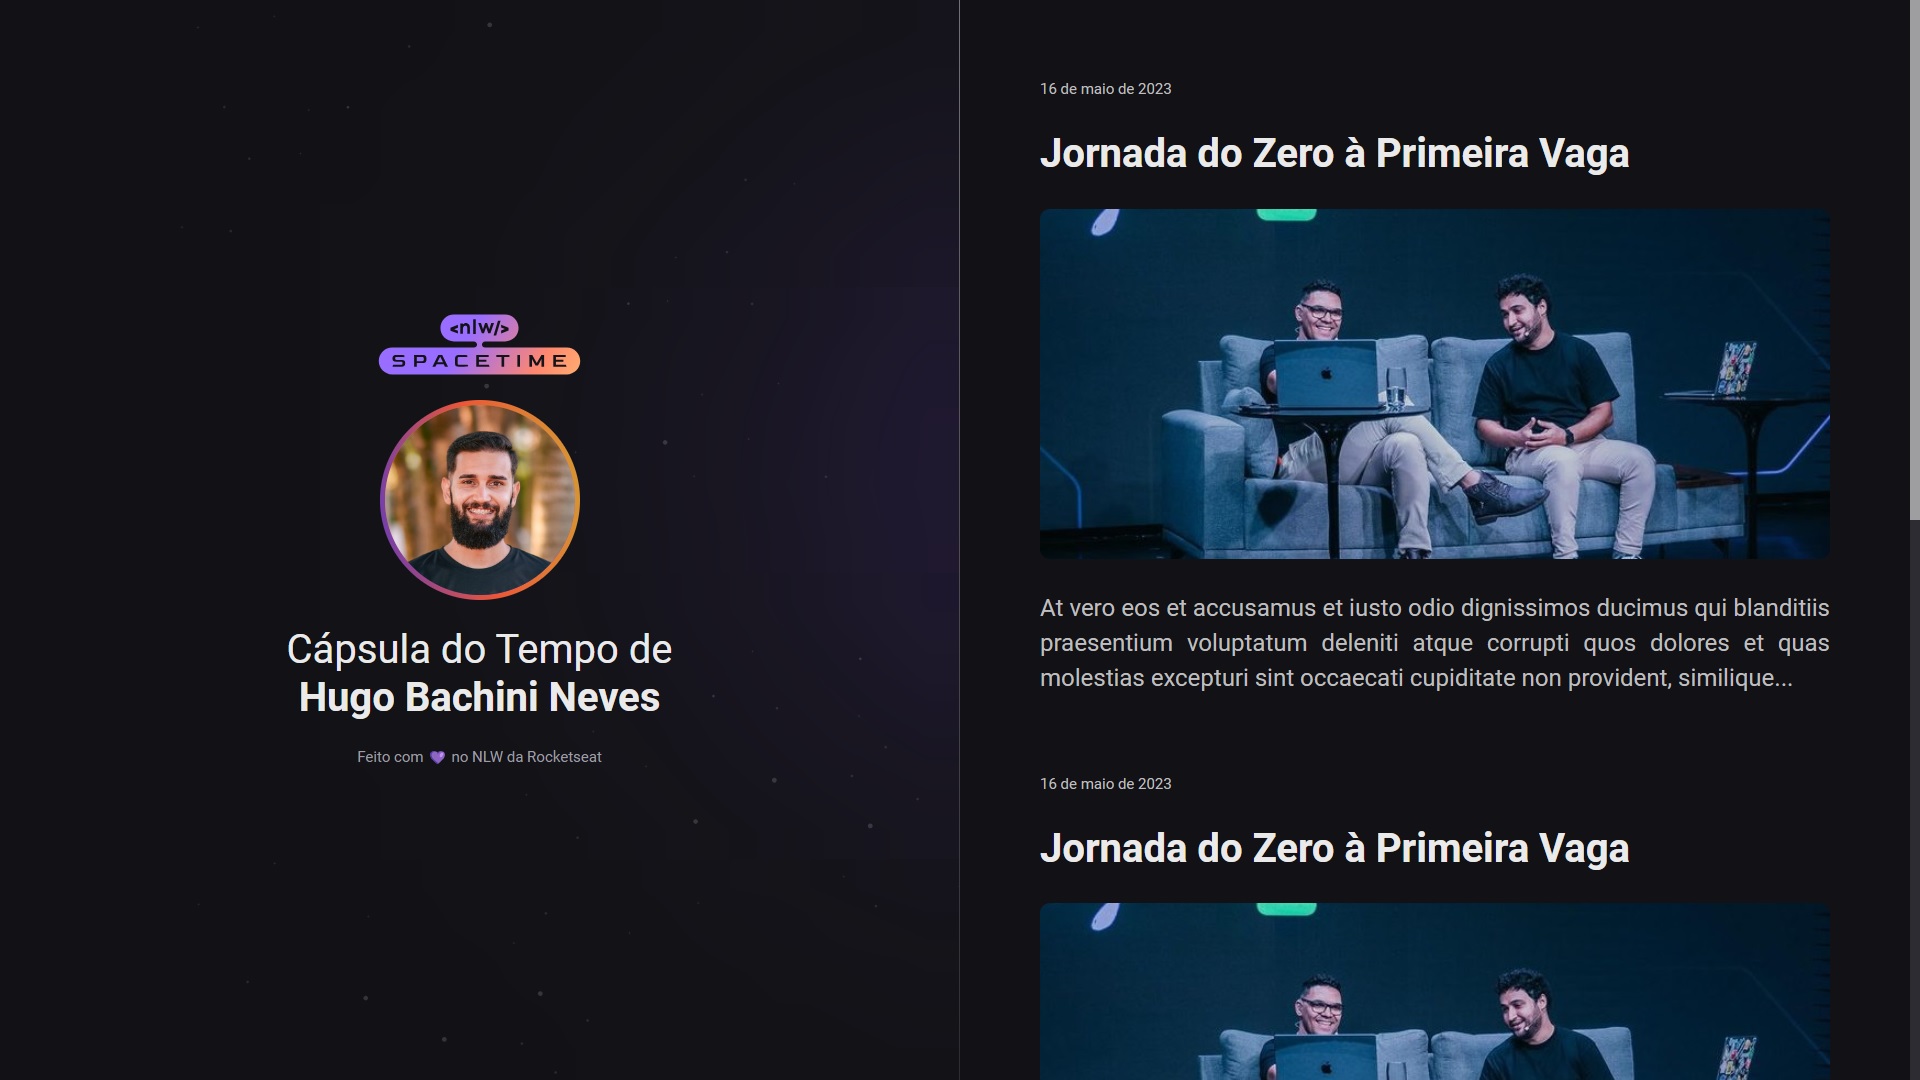 <nlw/>
SPACETIME
Cápsula do Tempo de
Hugo Bachini Neves
Feito com 💜 no NLW da Rocketseat
16 de maio de 2023
Jornada do Zero à Primeira Vaga
At vero eos et accusamus et iusto odio dignissimos ducimus qui blanditiis
praesentium voluptatum deleniti atque corrupti quos dolores et quas
molestias excepturi sint occaecati cupiditate non provident, similique...
16 de maio de 2023
Jornada do Zero à Primeira Vaga